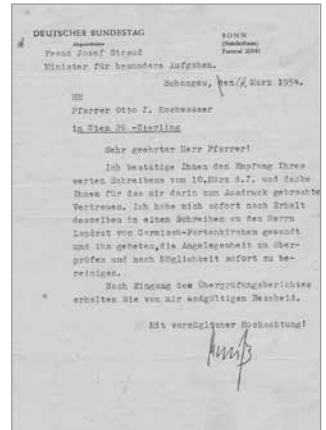 DEUTSCHER BUNDESTAG
BONN
Abgeordneter
(Bundeshaus)
Franz Josef Strauß
Fernruf 20141
Minister für besondere Aufgaben.
Schongau, den März 1954.
HH
Pfarrer Otto J. Hochwasser
in Wien 26 -Kierling
Sehr geehrter Herr Pfarrer!
Ich bestätige Ihnen den Empfang Ihres
werten Schreibens vom 10.März d.J. und danke
Ihnen für das mir darin zum Ausdruck gebrachte
Vertrauen. Ich habe mich sofort nach Erhalt
desselben in einem Schreiben an den Herrn
Landrat von Garmisch-Partenkirchen gewandt
und ihn gebeten, die Angelegenheit zu über-
prüfen und nach Möglichkeit sofort zu be-
reinigen.
Nach Eingang des Überprüfungsberichtes
erhalten Sie von mir endgültigen Bescheid.
Mit vorzüglicher Hochachtung!